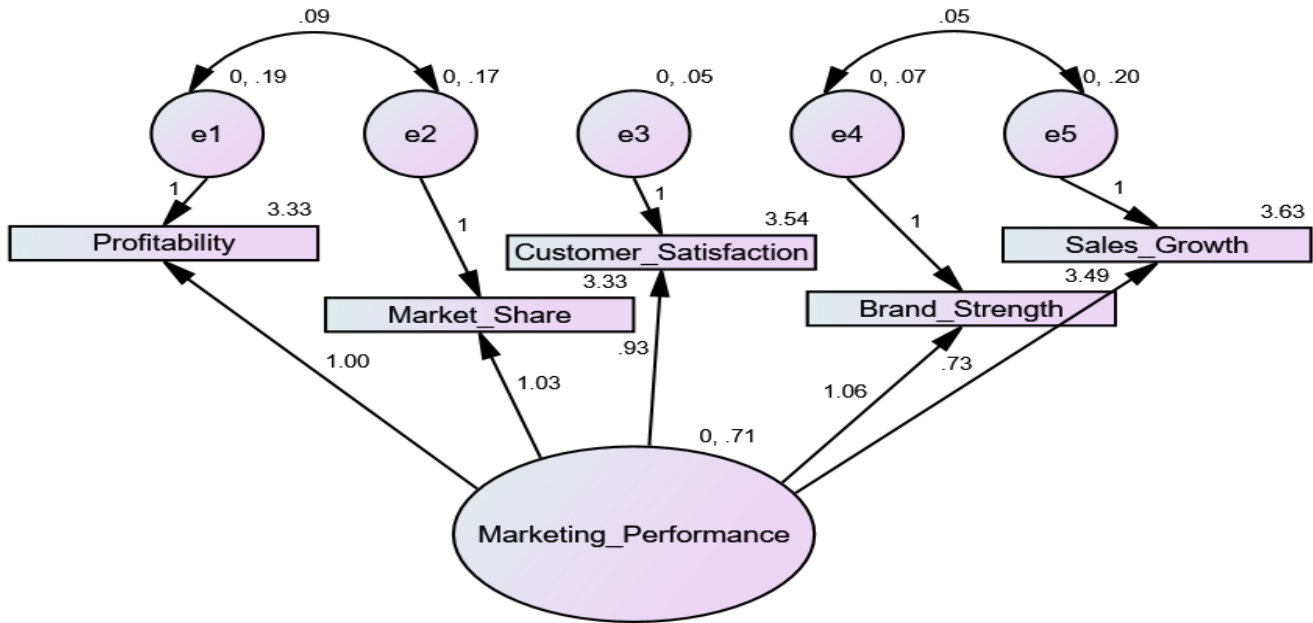 .09
.05
0, .19
0, .17
0, .05
0, .07
0, .20
e1
e2
e3
e4
e5
1
1
1
1
1
3.33
3.54
3.63
Profitability
Customer_Satisfaction
Sales_Growth
3.33
3.49
Market_Share
Brand_Strength
1.00
1.03
.93
1.06
.73
0, .71
Marketing_Performance